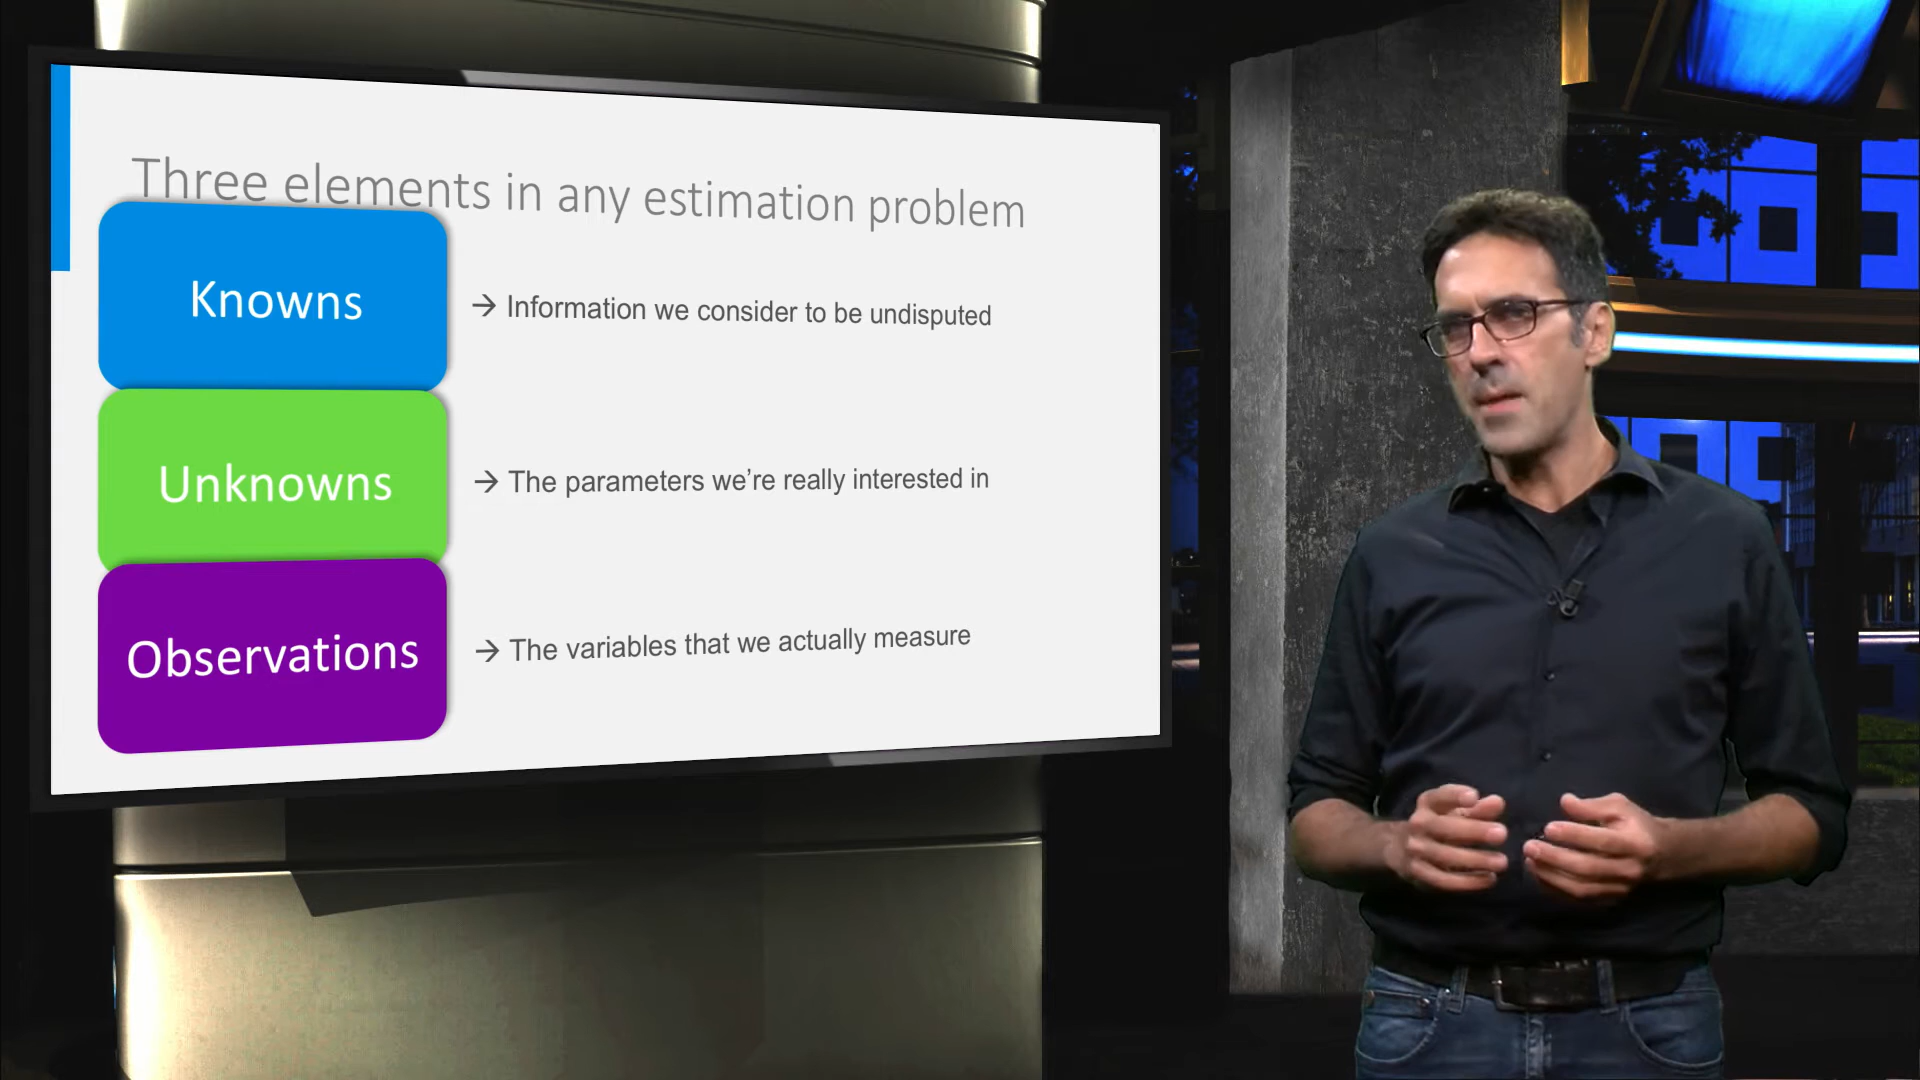 Three elements in any estimation problem
Knowns
→ Information we consider to be undisputed
Unknowns
→ The parameters we're really interested in
Observations
→ The variables that we actually measure